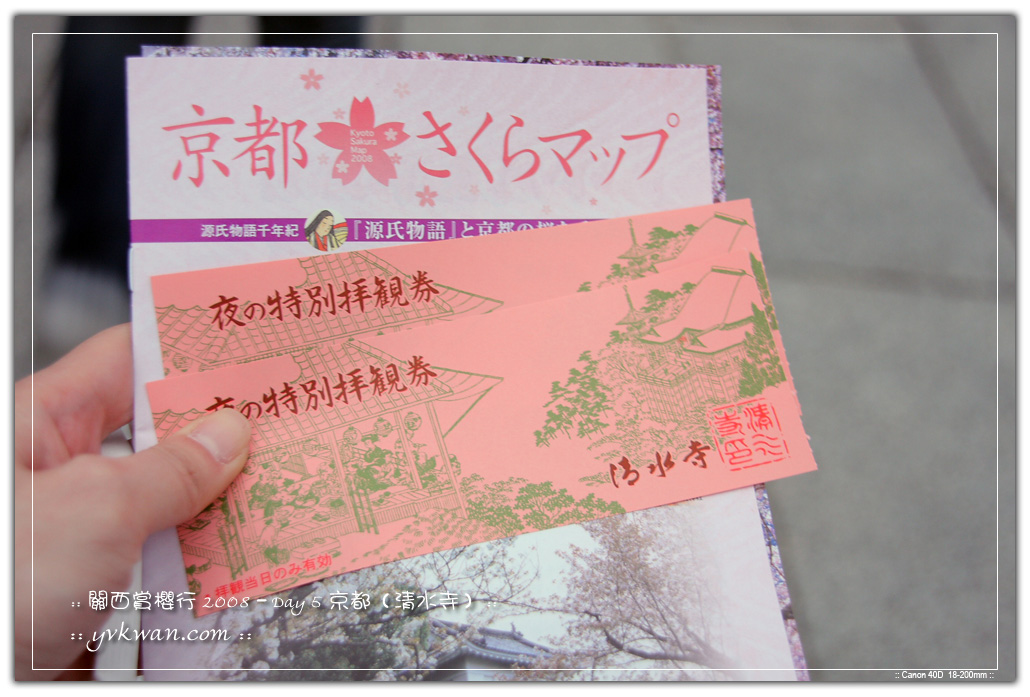 京都
Kyoto
Sakura
Map
2008
さくらマップ
源氏物語千年紀
『源氏物語』と京都の桜
夜の特別拝観券
夜の特別拝観券
清水寺
拝観当日のみ有効
:: 關西賞櫻行 2008 - Day 5 京都 ( 清水寺 ) ::
:: yvkwan.com ::
:: Canon 40D 18-200mm ::